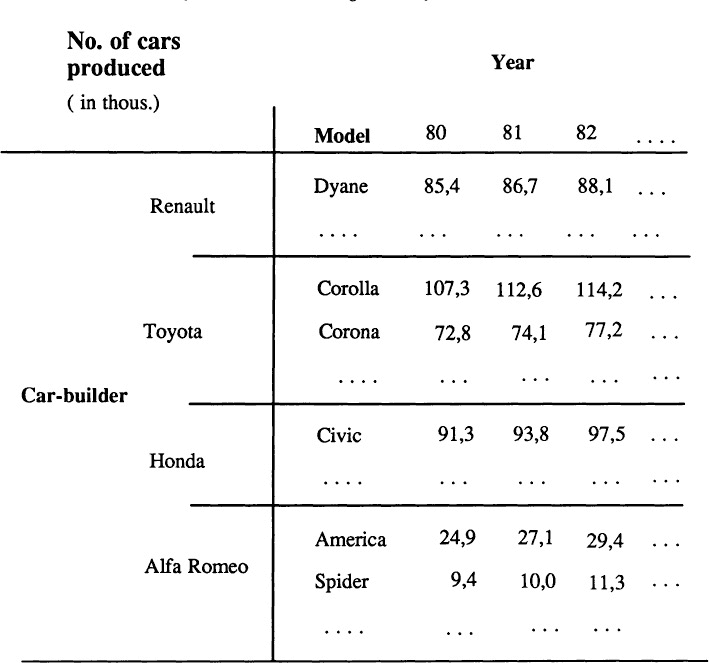 No. of cars
produced
Year
( in thous.)
Model 80 81 82 ....
Renault
Dyane 85,4 86,7 88,1 ...
.... ... ... ... ...
Toyota
Corolla 107,3 112,6 114,2 ...
Corona 72,8 74,1 77,2 ...
.... ... ... ... ...
Car-builder
Honda
Civic 91,3 93,8 97,5 ...
.... ... ... ... ...
Alfa Romeo
America 24,9 27,1 29,4 ...
Spider 9,4 10,0 11,3 ...
.... ... ... ...